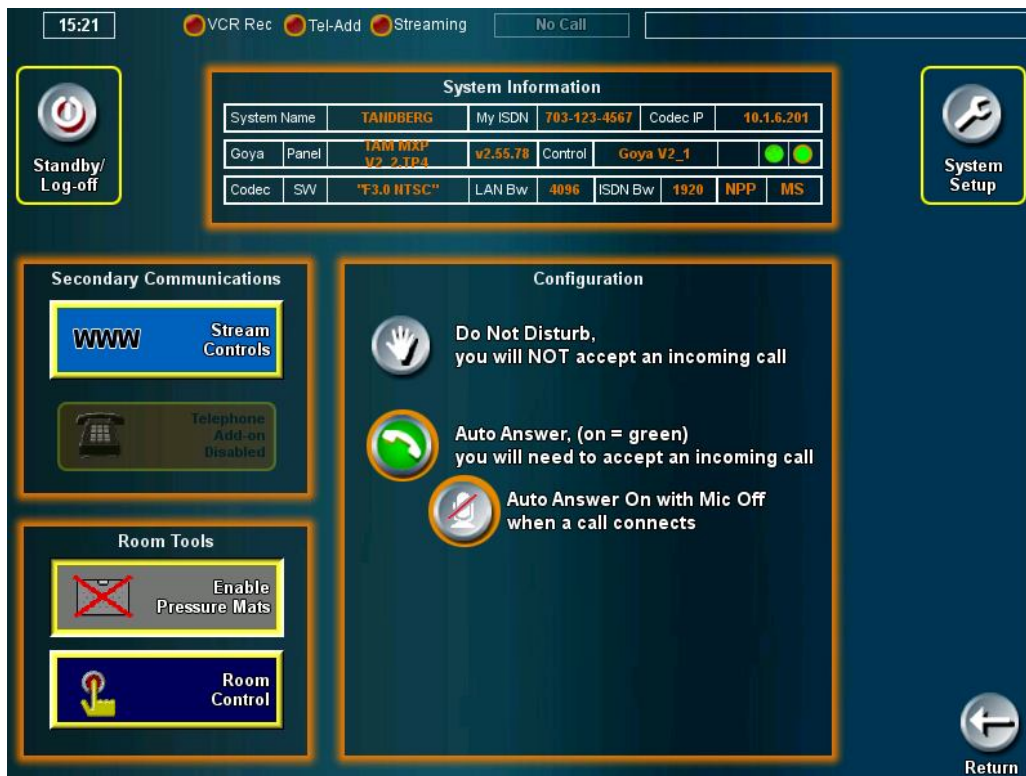 15:21
VCR Rec
Tel-Add
Streaming
No Call
Standby/
Log-off
System Information
System Name TANDBERG My ISDN 703-123-4567 Codec IP 10.1.6.201
Goya Panel TAM MXP
V2_2.TP4 v2.55.78 Control Goya V2_1
Codec SW "F3.0 NTSC" LAN Bw 4096 ISDN Bw 1920 NPP MS
System
Setup
Secondary Communications
WWW
Stream
Controls
Telephone
Add-on
Disabled
Room Tools
Enable
Pressure Mats
Room
Control
Configuration
Do Not Disturb,
you will NOT accept an incoming call
Auto Answer, (on = green)
you will need to accept an incoming call
Auto Answer On with Mic Off
when a call connects
Return